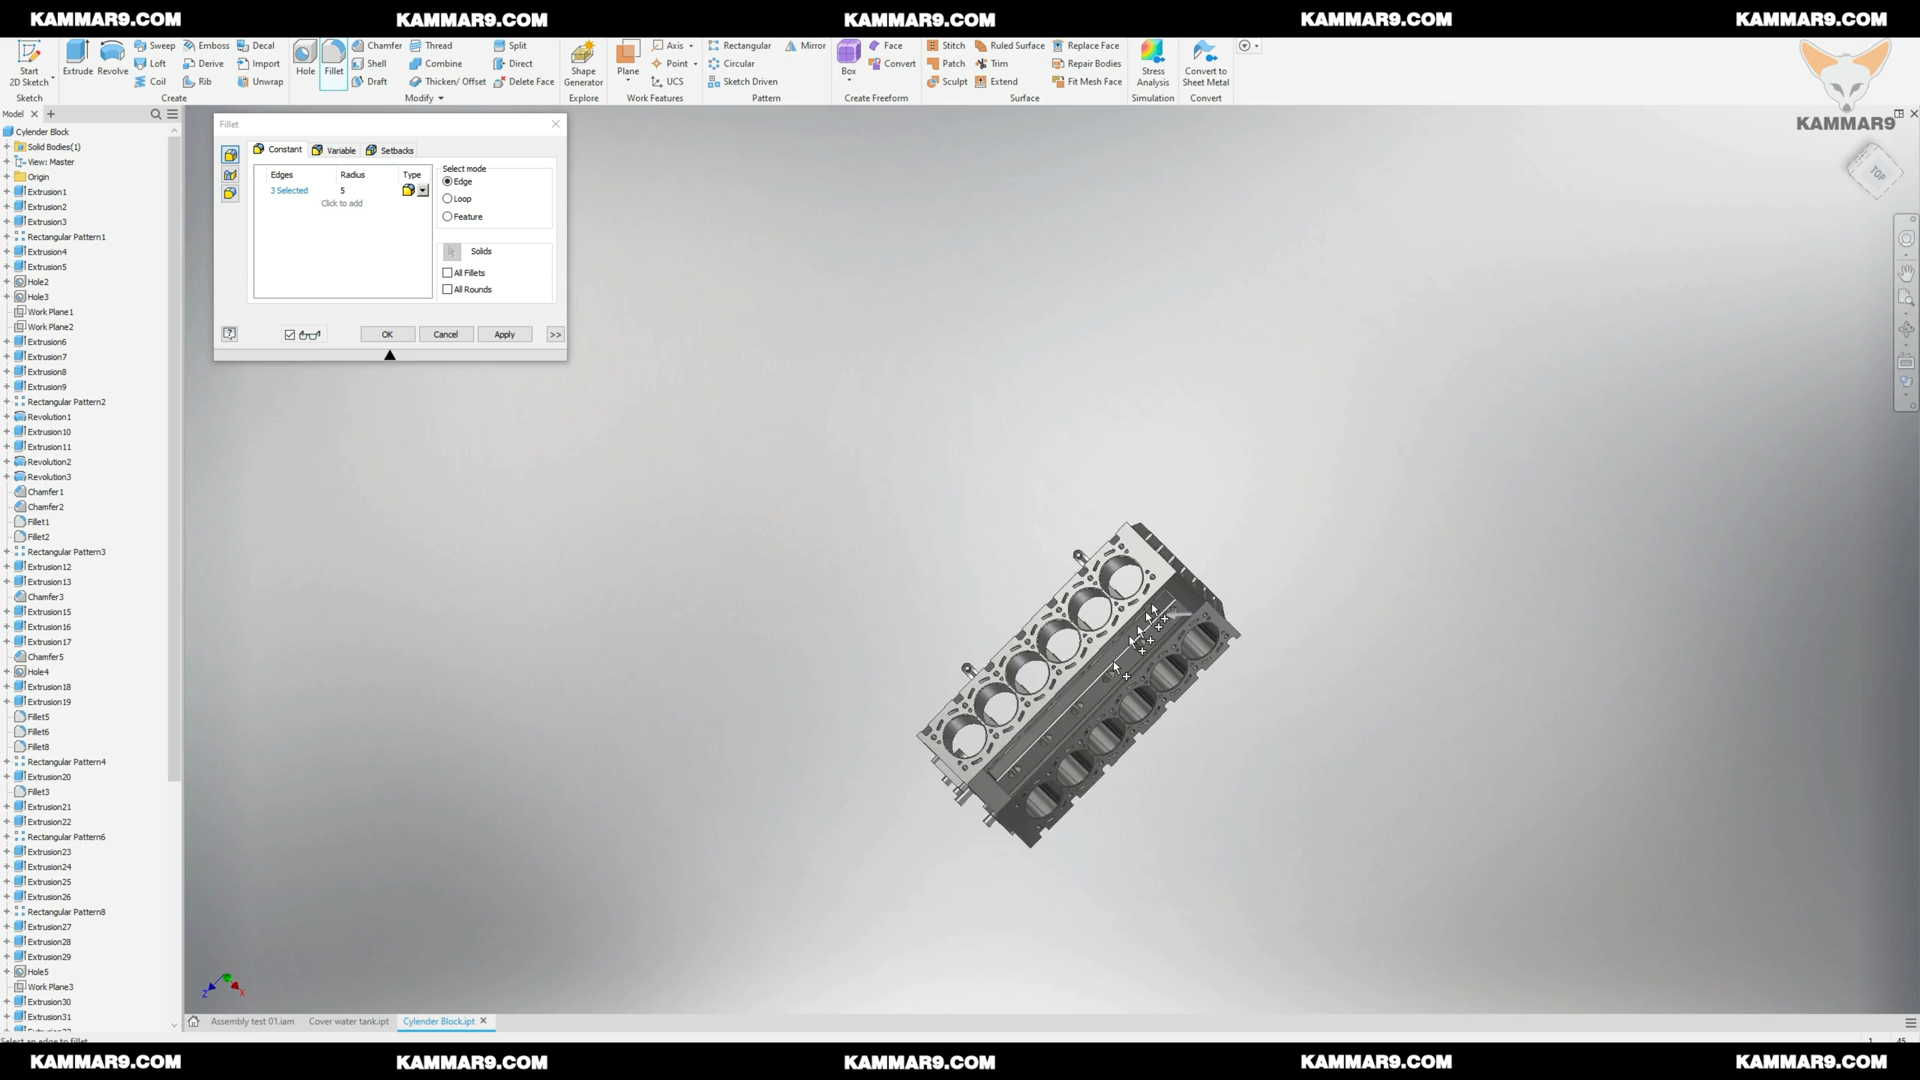 KAMMAR9.COM KAMMAR9.COM KAMMAR9.COM KAMMAR9.COM KAMMAR9.COM
Start 2D Sketch Extrude Revolve Sweep Emboss Decal Hole Fillet Chamfer Thread Split Shape Generator Plane Axis Rectangular Mirror Box Face Stitch Ruled Surface Replace Face Stress Analysis Convert to Sheet Metal
Loft Derive Import Shell Combine Direct Point Circular Convert Patch Trim Repair Bodies
Coil Rib Unwrap Draft Thicken/ Offset Delete Face UCS Sketch Driven Sculpt Extend Fit Mesh Face
Sketch Create Modify Explore Work Features Pattern Create Freeform Surface Simulation Convert
KAMMAR9
TOP
Model
Cylender Block
Solid Bodies(1)
View: Master
Origin
Extrusion1
Extrusion2
Extrusion3
Rectangular Pattern1
Extrusion4
Extrusion5
Hole2
Hole3
Work Plane1
Work Plane2
Extrusion6
Extrusion7
Extrusion8
Extrusion9
Rectangular Pattern2
Revolution1
Extrusion10
Extrusion11
Revolution2
Revolution3
Chamfer1
Chamfer2
Fillet1
Fillet2
Rectangular Pattern3
Extrusion12
Extrusion13
Chamfer3
Extrusion15
Extrusion16
Extrusion17
Chamfer5
Hole4
Extrusion18
Extrusion19
Fillet5
Fillet6
Fillet8
Rectangular Pattern4
Extrusion20
Fillet3
Extrusion21
Extrusion22
Rectangular Pattern6
Extrusion23
Extrusion24
Extrusion25
Extrusion26
Rectangular Pattern8
Extrusion27
Extrusion28
Extrusion29
Hole5
Work Plane3
Extrusion30
Extrusion31
Fillet
Constant Variable Setbacks
Edges Radius Type
3 Selected 5
Click to add
Select mode
Edge
Loop
Feature
Solids
All Fillets
All Rounds
OK Cancel Apply >>
Z X
Assembly test 01.iam Cover water tank.ipt Cylender Block.ipt
KAMMAR9.COM KAMMAR9.COM KAMMAR9.COM KAMMAR9.COM KAMMAR9.COM